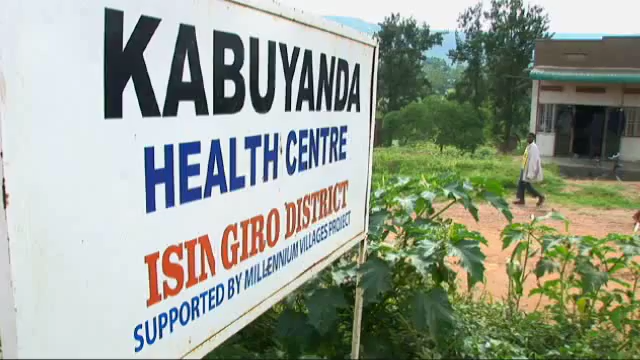 KABUYANDA
HEALTH CENTRE
ISINGIRO DISTRICT
SUPPORTED BY MILLENNIUM VILLAGES PROJECT